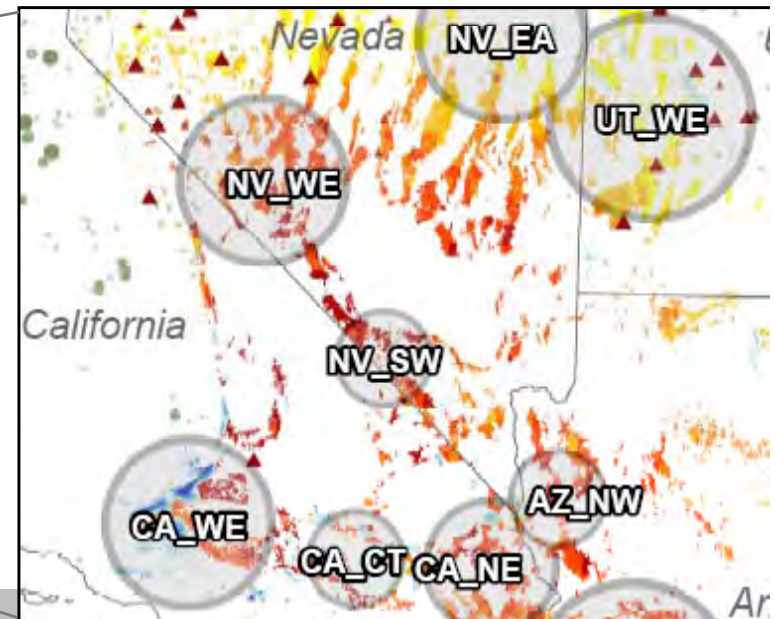 Nevada
NV_EA
UT_WE
NV_WE
California
NV_SW
CA_WE
AZ_NW
CA_CT
CA_NE